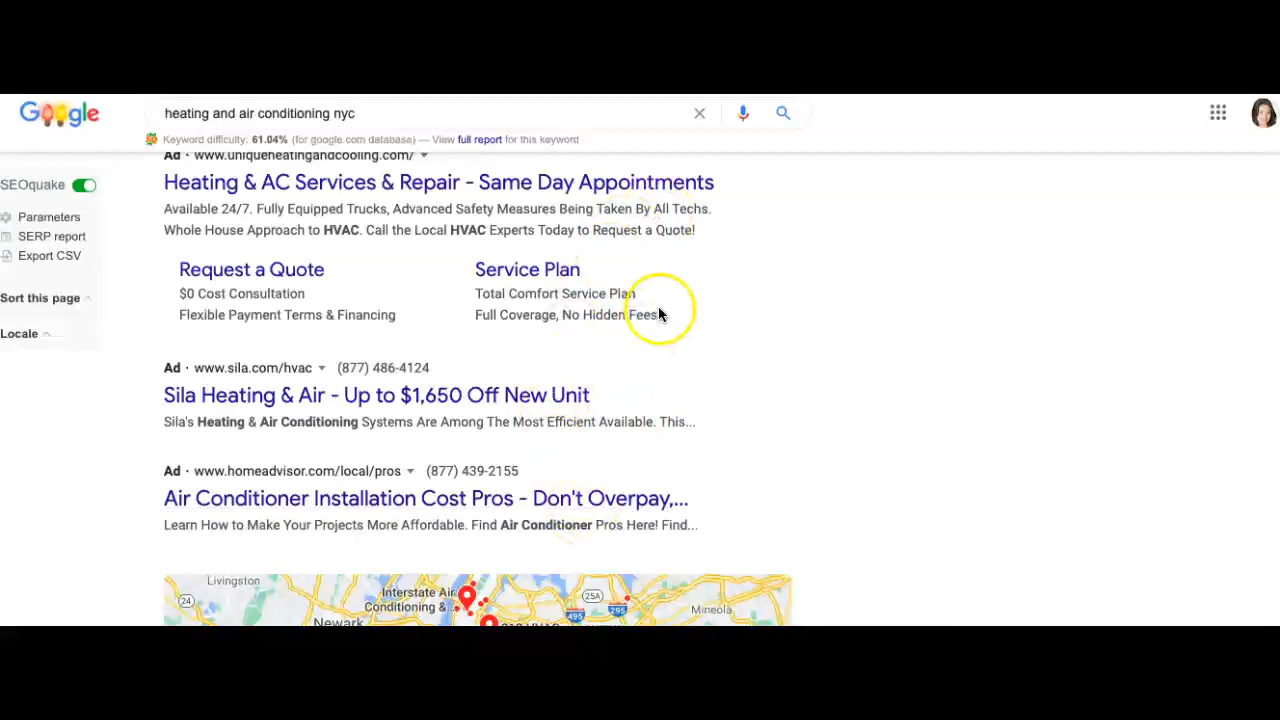 Google
heating and air conditioning nyc
Keyword difficulty: 61.04% (for google.com database) — View full report for this keyword
Ad · www.uniqueheatingandcooling.com/
SEOquake
Heating & AC Services & Repair - Same Day Appointments
Parameters
Available 24/7. Fully Equipped Trucks, Advanced Safety Measures Being Taken By All Techs.
SERP report
Whole House Approach to HVAC. Call the Local HVAC Experts Today to Request a Quote!
Export CSV
Request a Quote
Service Plan
Sort this page
$0 Cost Consultation
Total Comfort Service Plan
Flexible Payment Terms & Financing
Full Coverage, No Hidden Fees
Locale
Ad · www.sila.com/hvac (877) 486-4124
Sila Heating & Air - Up to $1,650 Off New Unit
Sila's Heating & Air Conditioning Systems Are Among The Most Efficient Available. This...
Ad · www.homeadvisor.com/local/pros (877) 439-2155
Air Conditioner Installation Cost Pros - Don't Overpay,...
Learn How to Make Your Projects More Affordable. Find Air Conditioner Pros Here! Find...
Livingston
24
Interstate Air
Conditioning &...
25A
495
295
Mineola
Newark
HVAC